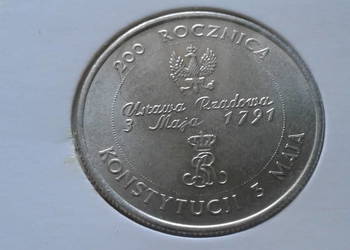 200 ROCZNICA
Ustawa Rządowa
3 Maja 1791
KONSTYTUCJI 3 MAJA